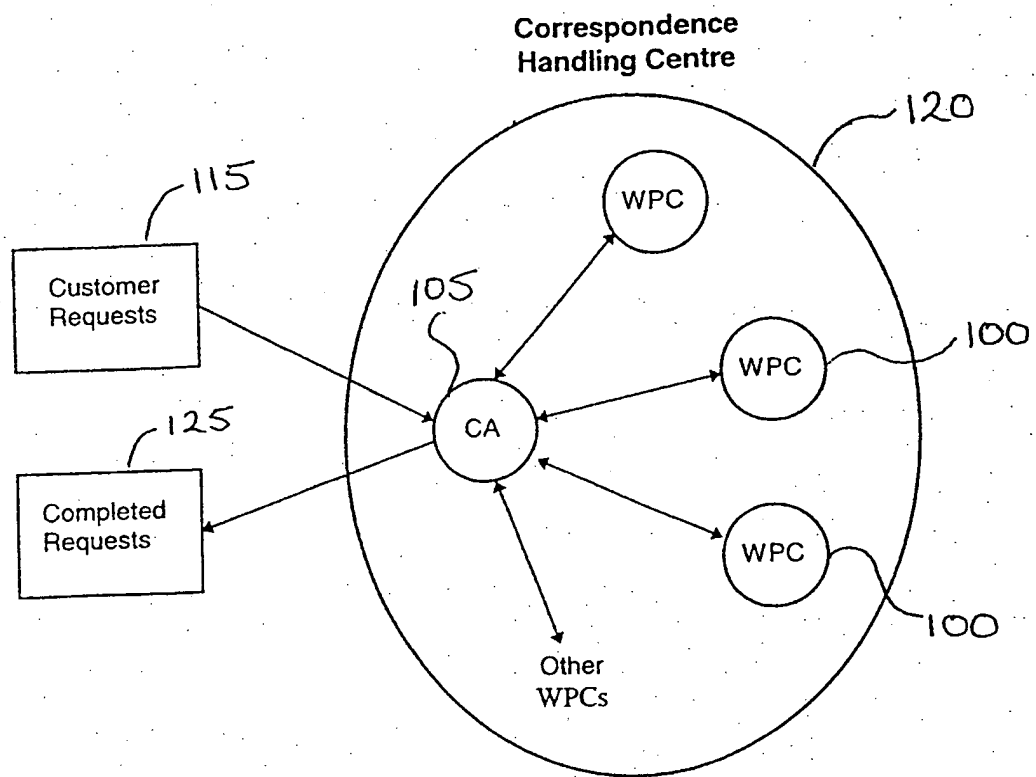 Correspondence
Handling Centre
120
115
WPC
Customer
Requests
105
100
WPC
CA
125
Completed
Requests
WPC
100
Other
WPCs